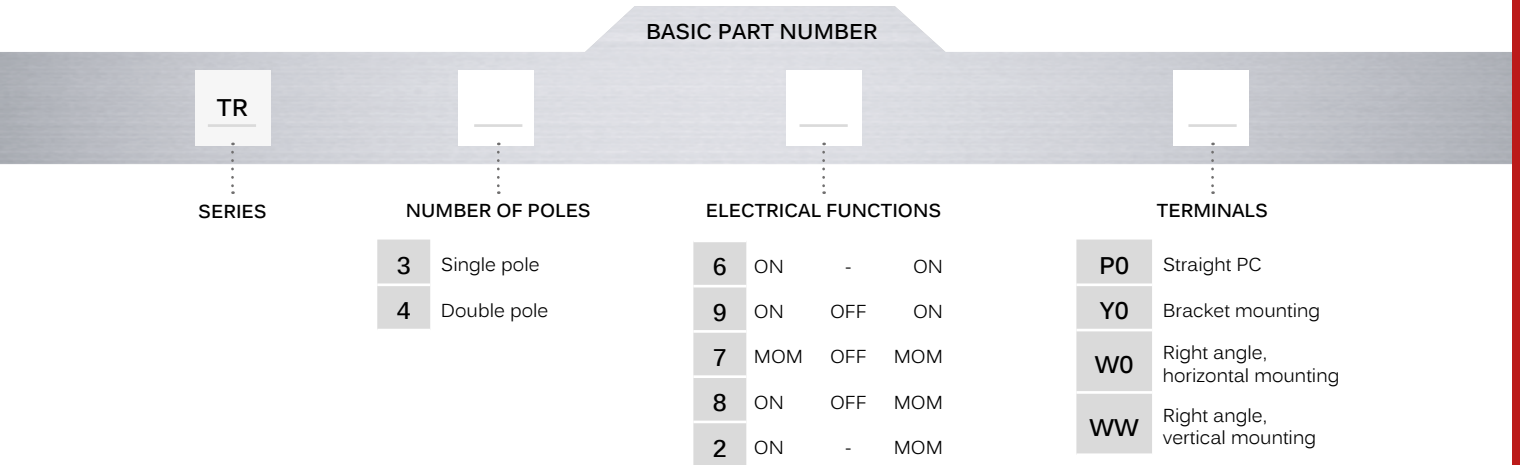 BASIC PART NUMBER
TR
SERIES
NUMBER OF POLES
3 Single pole
4 Double pole
ELECTRICAL FUNCTIONS
6 ON - ON
9 ON OFF ON
7 MOM OFF MOM
8 ON OFF MOM
2 ON - MOM
TERMINALS
P0 Straight PC
Y0 Bracket mounting
W0 Right angle,
horizontal mounting
WW Right angle,
vertical mounting